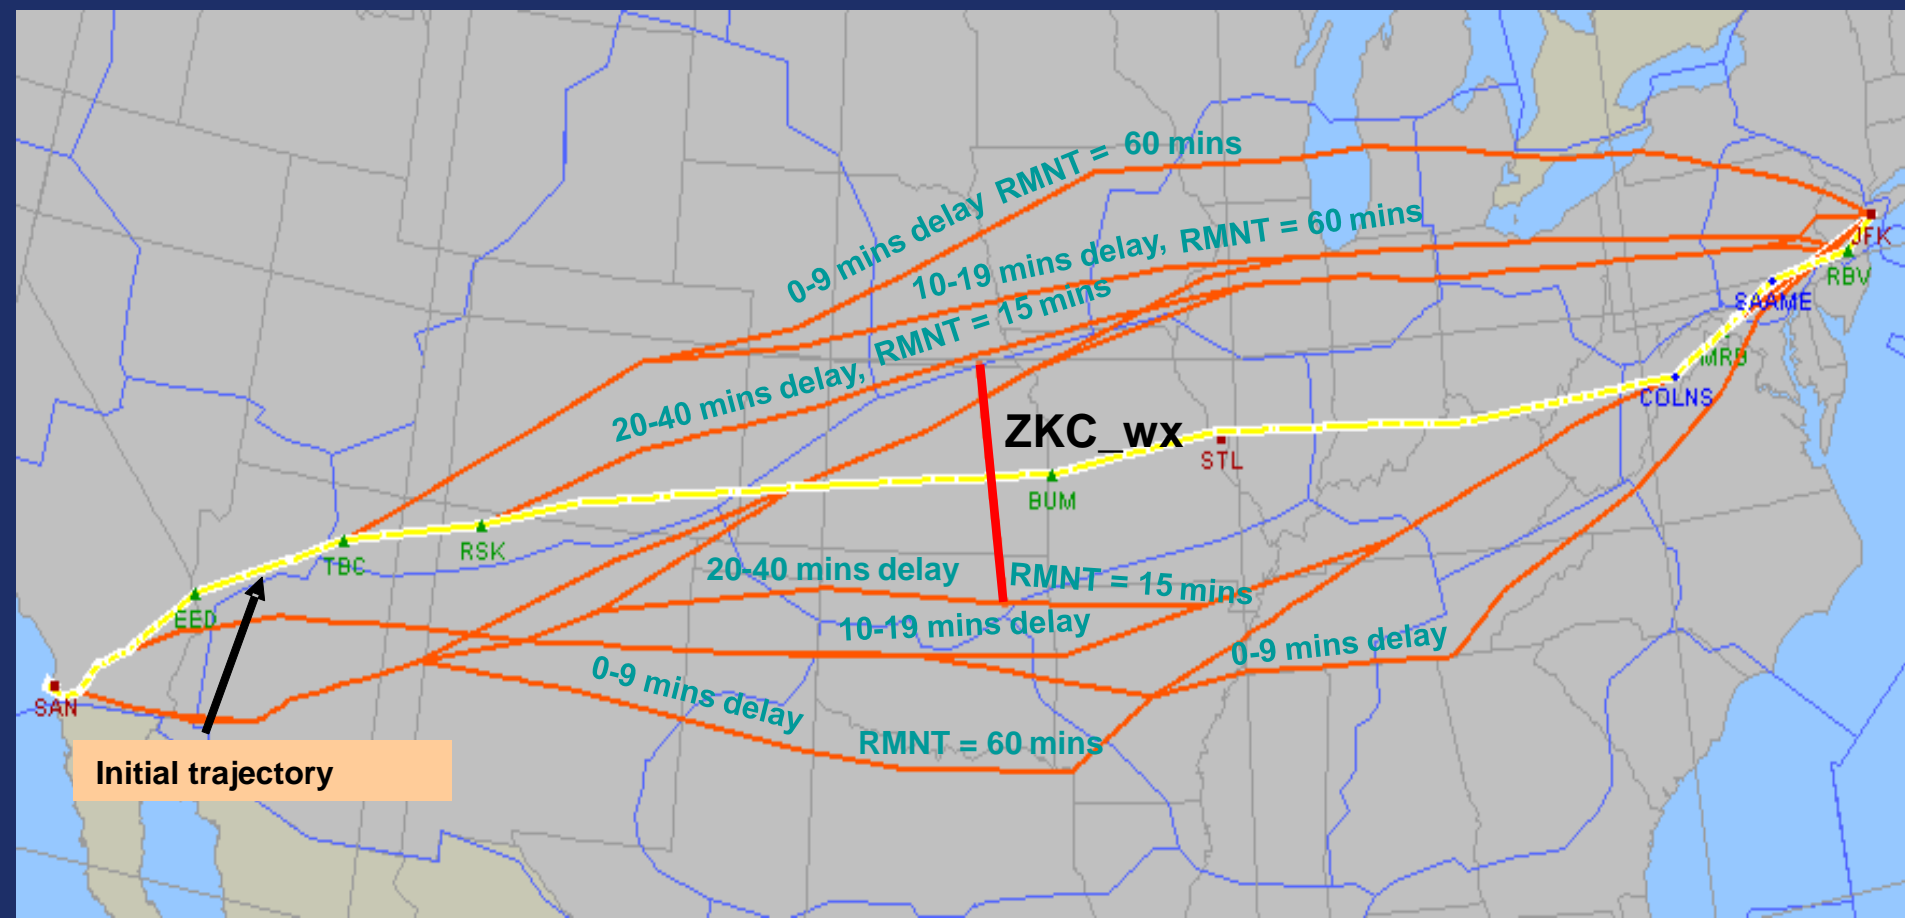 0-9 mins delay RMNT = 60 mins
10-19 mins delay, RMNT = 60 mins
20-40 mins delay, RMNT = 15 mins
JFK
RBV
SAAME
MRB
COLNS
ZKC_wx
STL
BUM
RSK
TBC
EED
SAN
20-40 mins delay RMNT = 15 mins
10-19 mins delay
0-9 mins delay
0-9 mins delay
RMNT = 60 mins
Initial trajectory